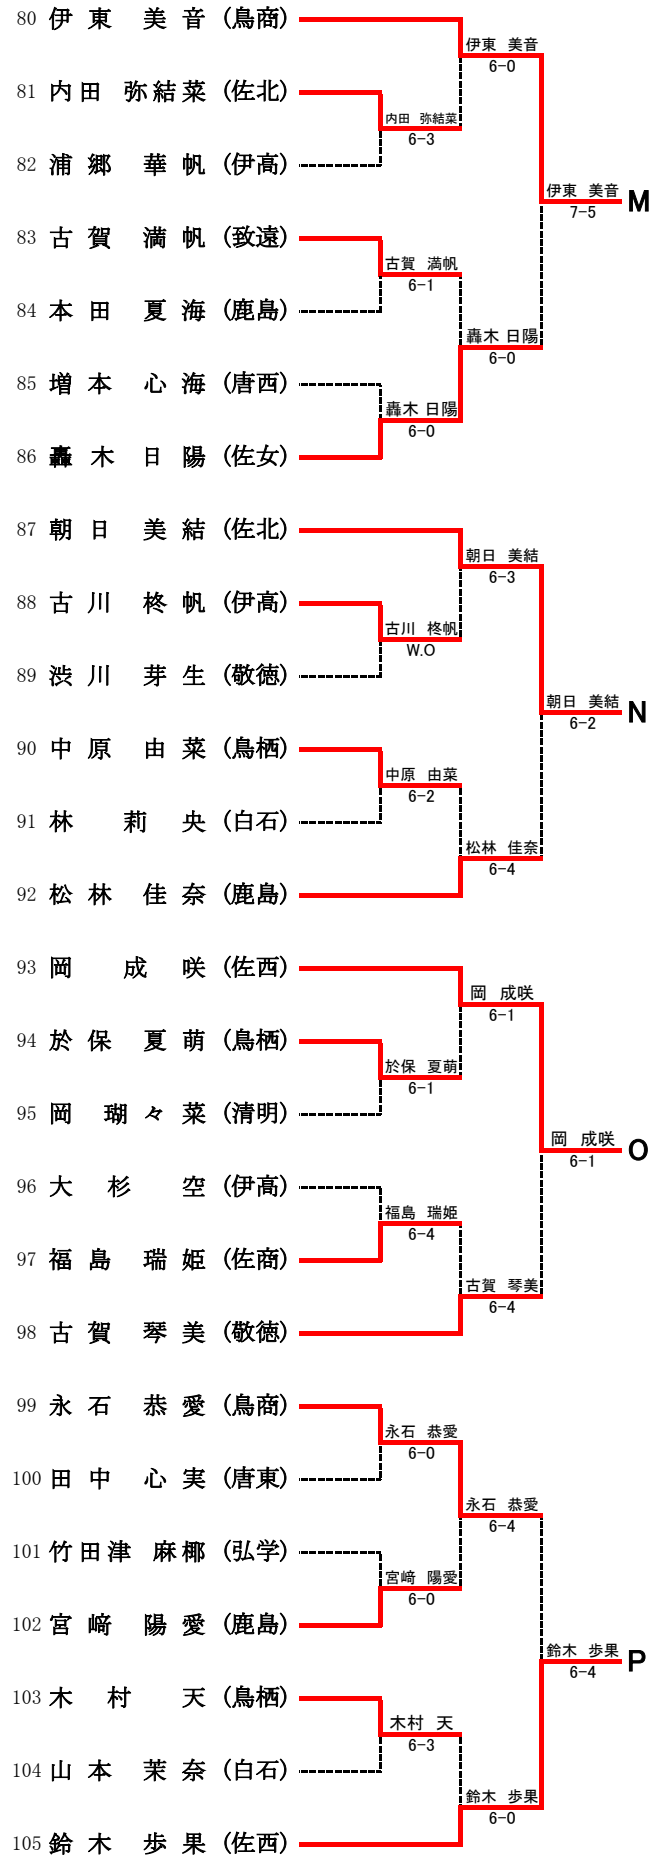 80 伊東 美音 (鳥商)
伊東 美音
6-0
81 内田 弥結菜 (佐北)
内田 弥結菜
6-3
82 浦郷 華帆 (伊高)
伊東 美音
7-5
M
83 古賀 満帆 (致遠)
古賀 満帆
6-1
84 本田 夏海 (鹿島)
轟木 日陽
6-0
85 増本 心海 (唐西)
轟木 日陽
6-0
86 轟木 日陽 (佐女)
87 朝日 美結 (佐北)
朝日 美結
6-3
88 古川 柊帆 (伊高)
古川 柊帆
W.O
89 渋川 芽生 (敬徳)
朝日 美結
6-2
N
90 中原 由菜 (鳥栖)
中原 由菜
6-2
91 林 莉央 (白石)
松林 佳奈
6-4
92 松林 佳奈 (鹿島)
93 岡 成咲 (佐西)
岡 成咲
6-1
94 於保 夏萌 (鳥栖)
於保 夏萌
6-1
95 岡 瑚々菜 (清明)
岡 成咲
6-1
O
96 大杉 空 (伊高)
福島 瑞姫
6-4
97 福島 瑞姫 (佐商)
古賀 琴美
6-4
98 古賀 琴美 (敬徳)
99 永石 恭愛 (鳥商)
永石 恭愛
6-0
100 田中 心実 (唐東)
永石 恭愛
6-4
101 竹田津 麻椰 (弘学)
宮﨑 陽愛
6-0
102 宮﨑 陽愛 (鹿島)
鈴木 歩果
6-4
P
103 木村 天 (鳥栖)
木村 天
6-3
104 山本 茉奈 (白石)
鈴木 歩果
6-0
105 鈴木 歩果 (佐西)